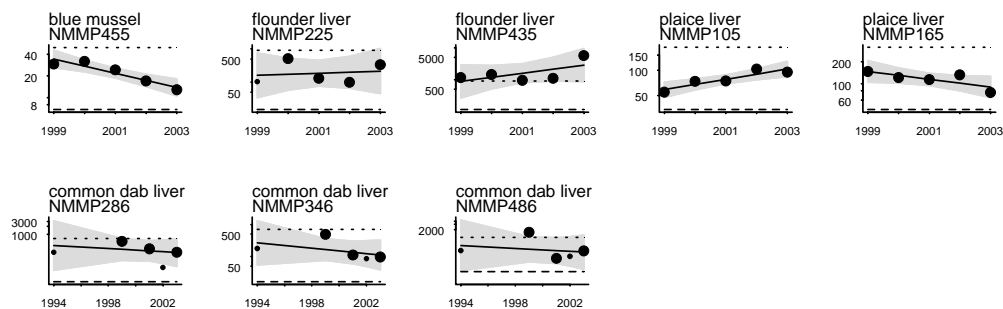 blue mussel
NMMP455
40
20
8
1999 2001 2003
flounder liver
NMMP225
500
50
1999 2001 2003
flounder liver
NMMP435
5000
500
1999 2001 2003
plaice liver
NMMP105
150
100
50
1999 2001 2003
plaice liver
NMMP165
200
100
60
1999 2001 2003
common dab liver
NMMP286
3000
1000
1994 1998 2002
common dab liver
NMMP346
500
50
1994 1998 2002
common dab liver
NMMP486
2000
1994 1998 2002